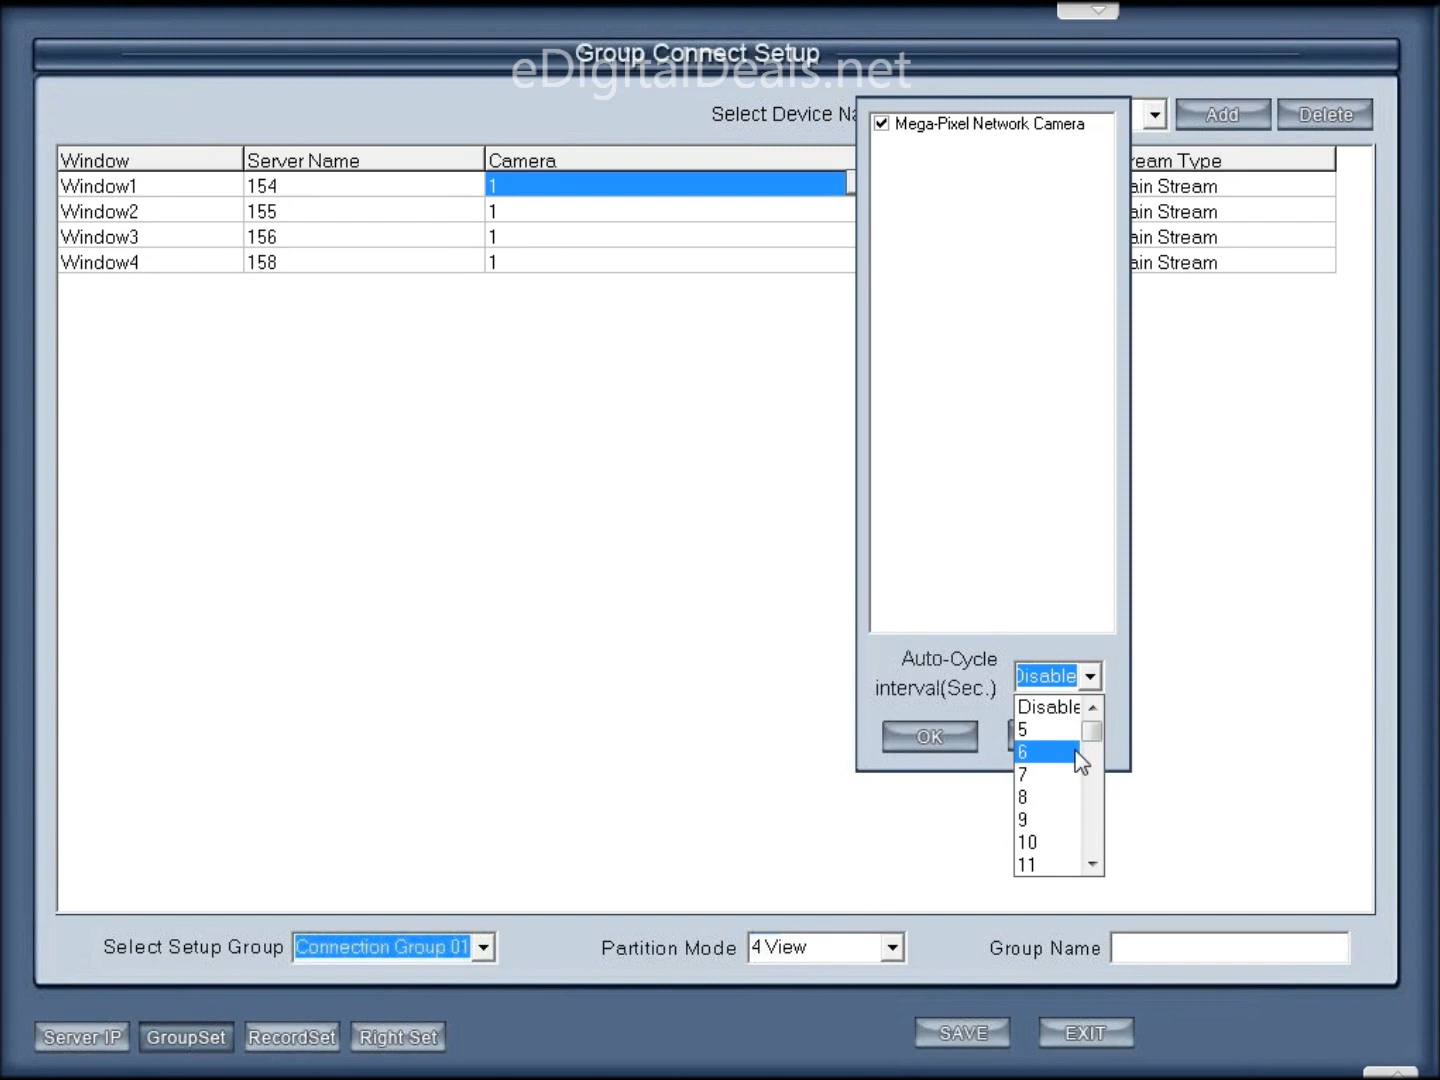 Group Connect Setup
eDigitalDeals.net
Select Device Na
Add
Delete
Mega-Pixel Network Camera
Window Server Name Camera ream Type
Window1 154 1 ain Stream
Window2 155 1 ain Stream
Window3 156 1 ain Stream
Window4 158 1 ain Stream
Auto-Cycle
interval(Sec.)
Disable
Disable
5
6
7
8
9
10
11
OK
Select Setup Group Connection Group 01 Partition Mode 4 View Group Name
Server IP GroupSet RecordSet Right Set SAVE EXIT